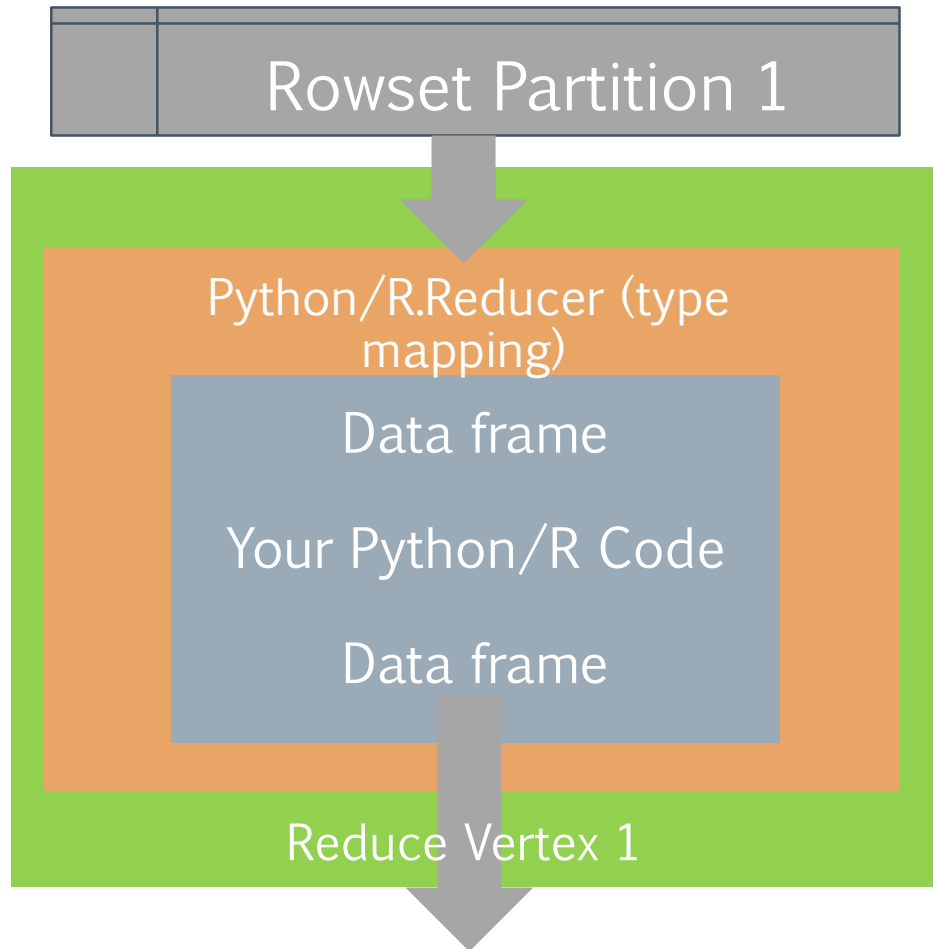 Rowset Partition 1
Python/R.Reducer (type
mapping)
Data frame
Your Python/R Code
Data frame
Reduce Vertex 1